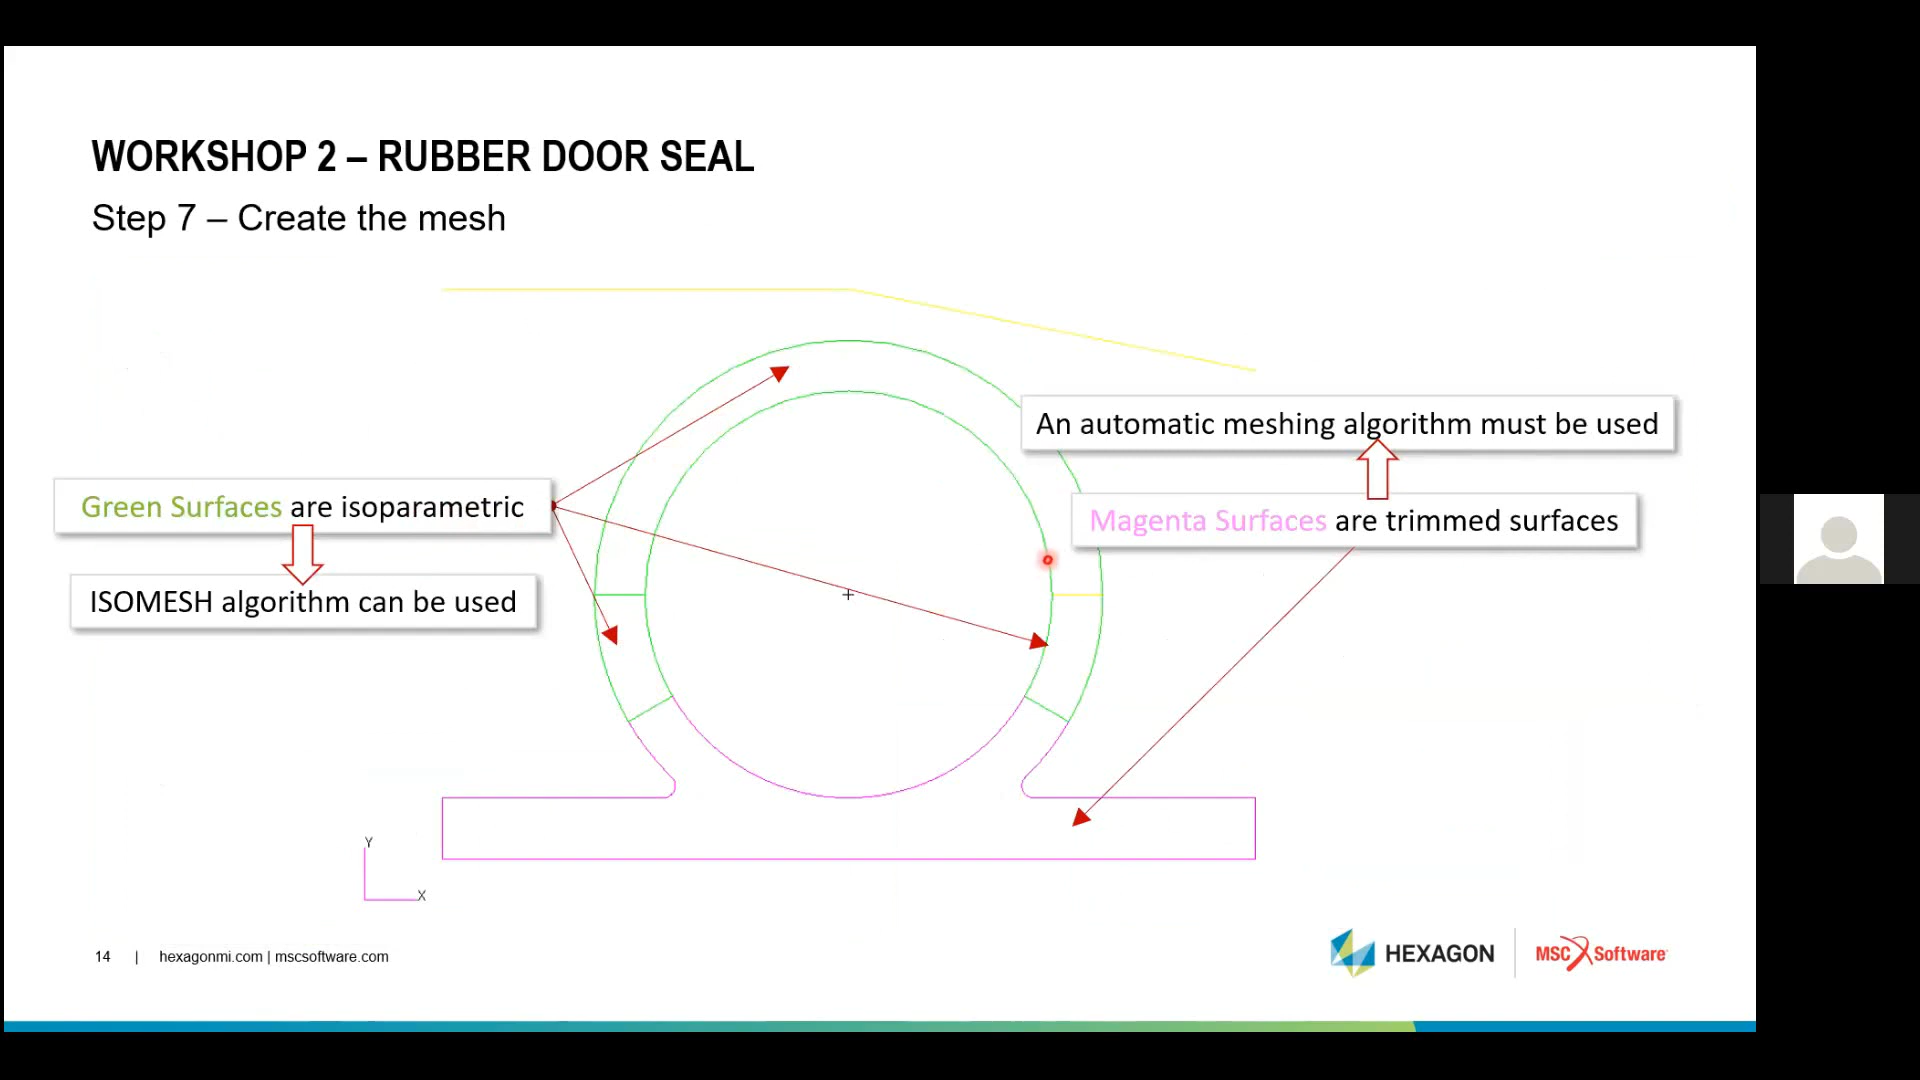 WORKSHOP 2 – RUBBER DOOR SEAL
Step 7 – Create the mesh
An automatic meshing algorithm must be used
Green Surfaces are isoparametric
Magenta Surfaces are trimmed surfaces
ISOMESH algorithm can be used
Y
X
14 | hexagonmi.com | mscsoftware.com
HEXAGON
MSC Software